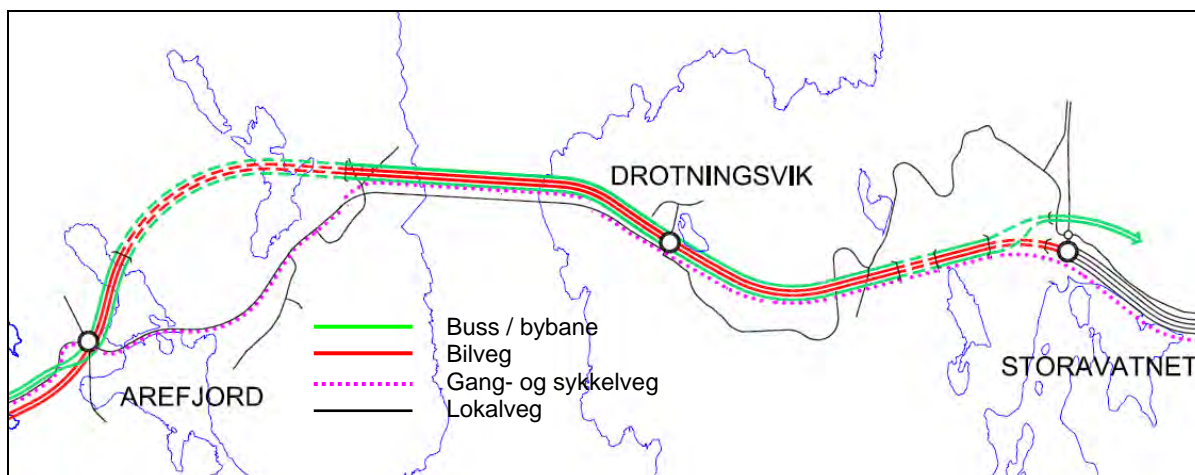 DROTNINGSVIK
STORAVATNET
AREFJORD
Buss / bybane
Bilveg
Gang- og sykkelveg
Lokalveg